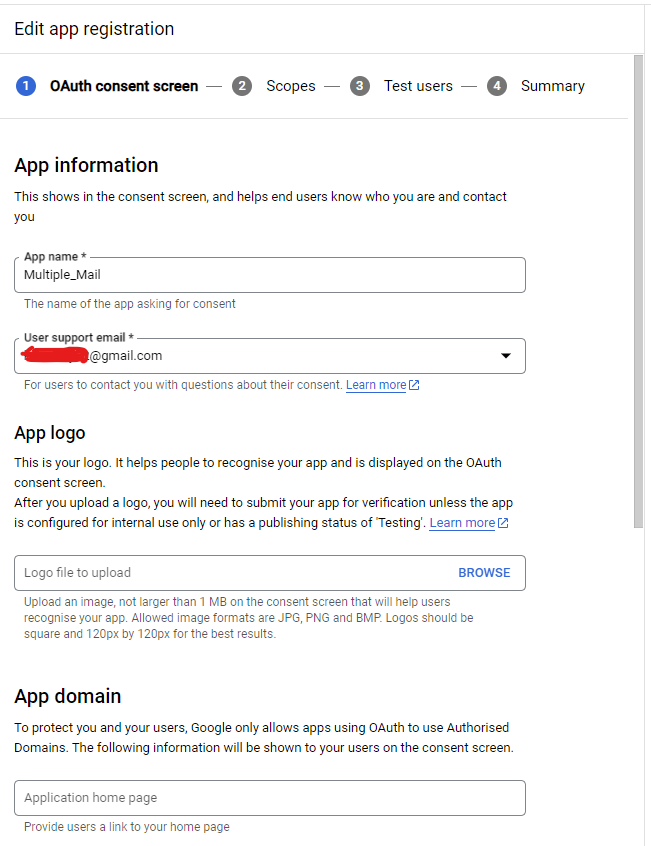 Edit app registration
1 OAuth consent screen — 2 Scopes — 3 Test users — 4 Summary
App information
This shows in the consent screen, and helps end users know who you are and contact
you
App name *
Multiple_Mail
The name of the app asking for consent
User support email *
@gmail.com
For users to contact you with questions about their consent. Learn more
App logo
This is your logo. It helps people to recognise your app and is displayed on the OAuth
consent screen.
After you upload a logo, you will need to submit your app for verification unless the app
is configured for internal use only or has a publishing status of 'Testing'. Learn more
Logo file to upload BROWSE
Upload an image, not larger than 1 MB on the consent screen that will help users
recognise your app. Allowed image formats are JPG, PNG and BMP. Logos should be
square and 120px by 120px for the best results.
App domain
To protect you and your users, Google only allows apps using OAuth to use Authorised
Domains. The following information will be shown to your users on the consent screen.
Application home page
Provide users a link to your home page